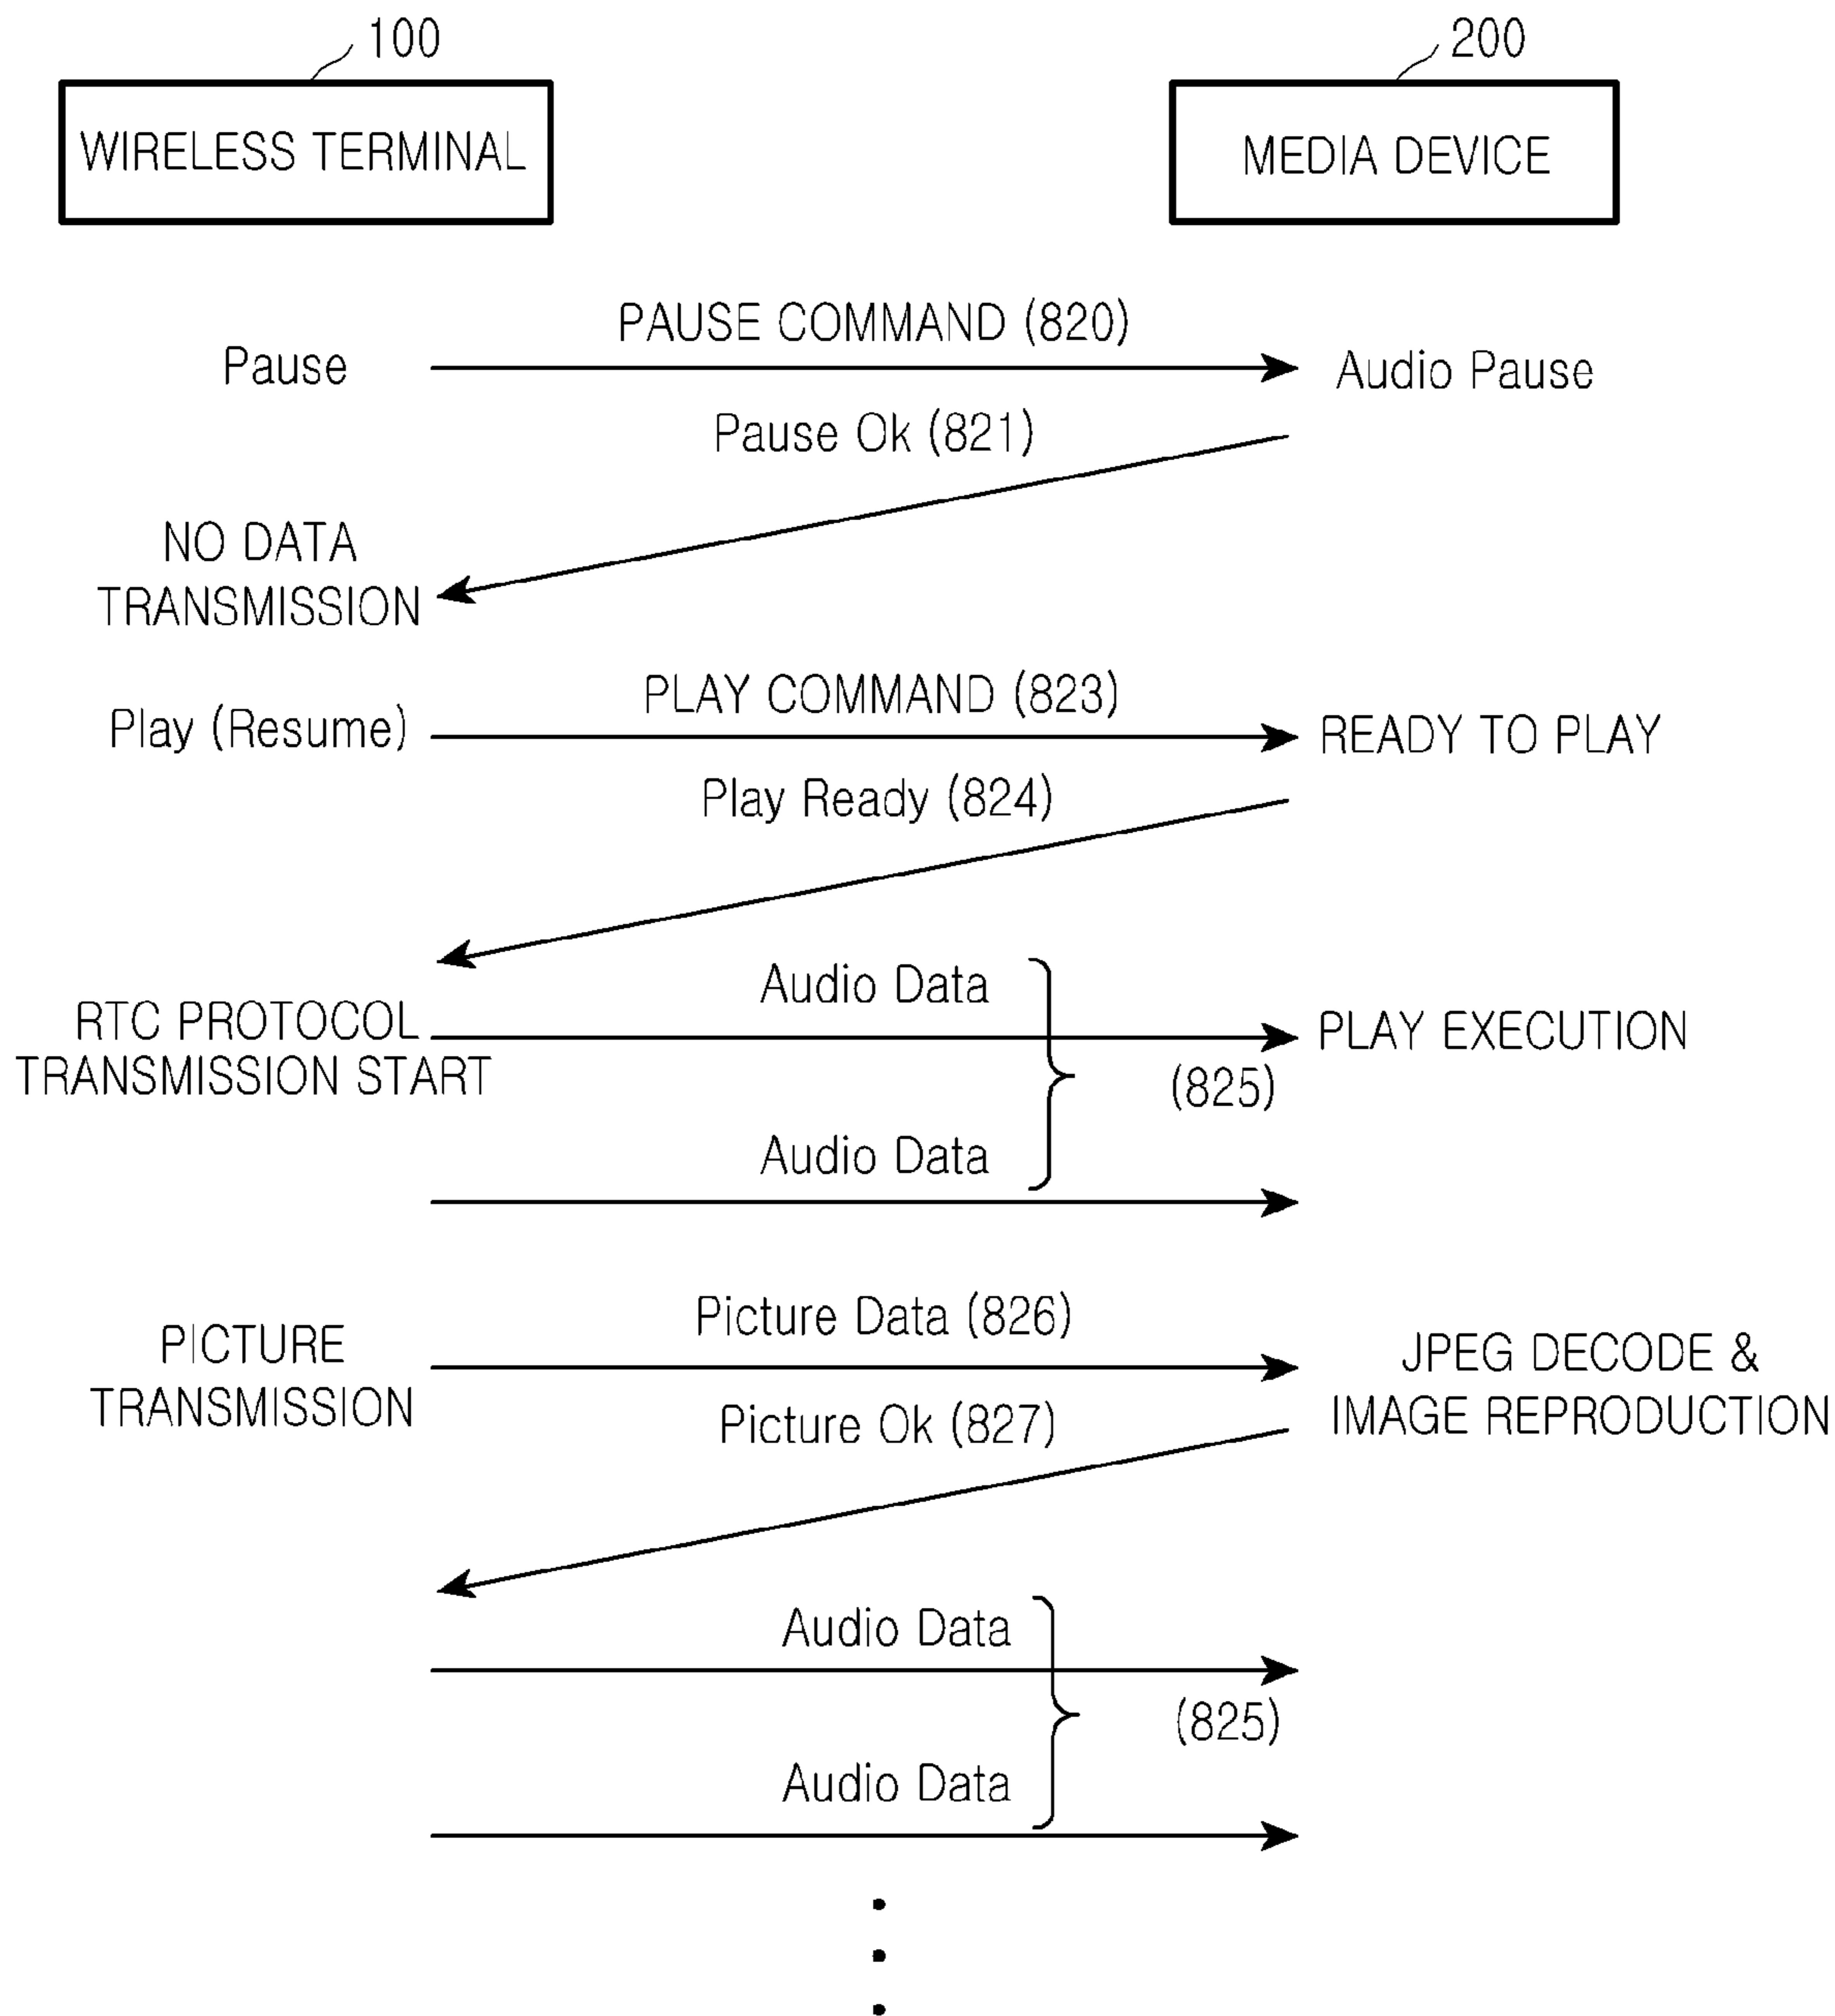 100
200
WIRELESS TERMINAL
MEDIA DEVICE
PAUSE COMMAND (820)
Pause
Audio Pause
Pause Ok (821)
NO DATA
TRANSMISSION
PLAY COMMAND (823)
Play (Resume)
READY TO PLAY
Play Ready (824)
Audio Data
RTC PROTOCOL
TRANSMISSION START
PLAY EXECUTION
(825)
Audio Data
Picture Data (826)
PICTURE
TRANSMISSION
JPEG DECODE &
IMAGE REPRODUCTION
Picture Ok (827)
Audio Data
(825)
Audio Data